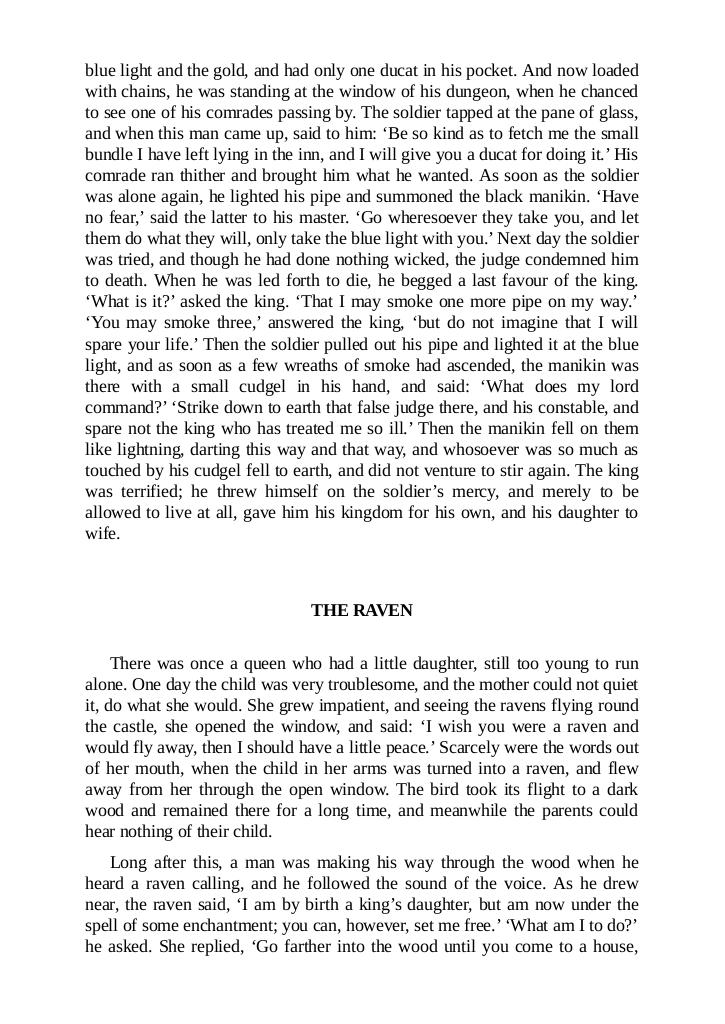 blue light and the gold, and had only one ducat in his pocket. And now loaded
with chains, he was standing at the window of his dungeon, when he chanced
to see one of his comrades passing by. The soldier tapped at the pane of glass,
and when this man came up, said to him: ‘Be so kind as to fetch me the small
bundle I have left lying in the inn, and I will give you a ducat for doing it.’ His
comrade ran thither and brought him what he wanted. As soon as the soldier
was alone again, he lighted his pipe and summoned the black manikin. ‘Have
no fear,’ said the latter to his master. ‘Go wheresoever they take you, and let
them do what they will, only take the blue light with you.’ Next day the soldier
was tried, and though he had done nothing wicked, the judge condemned him
to death. When he was led forth to die, he begged a last favour of the king.
‘What is it?’ asked the king. ‘That I may smoke one more pipe on my way.’
‘You may smoke three,’ answered the king, ‘but do not imagine that I will
spare your life.’ Then the soldier pulled out his pipe and lighted it at the blue
light, and as soon as a few wreaths of smoke had ascended, the manikin was
there with a small cudgel in his hand, and said: ‘What does my lord
command?’ ‘Strike down to earth that false judge there, and his constable, and
spare not the king who has treated me so ill.’ Then the manikin fell on them
like lightning, darting this way and that way, and whosoever was so much as
touched by his cudgel fell to earth, and did not venture to stir again. The king
was terrified; he threw himself on the soldier’s mercy, and merely to be
allowed to live at all, gave him his kingdom for his own, and his daughter to
wife.
THE RAVEN
There was once a queen who had a little daughter, still too young to run
alone. One day the child was very troublesome, and the mother could not quiet
it, do what she would. She grew impatient, and seeing the ravens flying round
the castle, she opened the window, and said: ‘I wish you were a raven and
would fly away, then I should have a little peace.’ Scarcely were the words out
of her mouth, when the child in her arms was turned into a raven, and flew
away from her through the open window. The bird took its flight to a dark
wood and remained there for a long time, and meanwhile the parents could
hear nothing of their child.
Long after this, a man was making his way through the wood when he
heard a raven calling, and he followed the sound of the voice. As he drew
near, the raven said, ‘I am by birth a king’s daughter, but am now under the
spell of some enchantment; you can, however, set me free.’ ‘What am I to do?’
he asked. She replied, ‘Go farther into the wood until you come to a house,